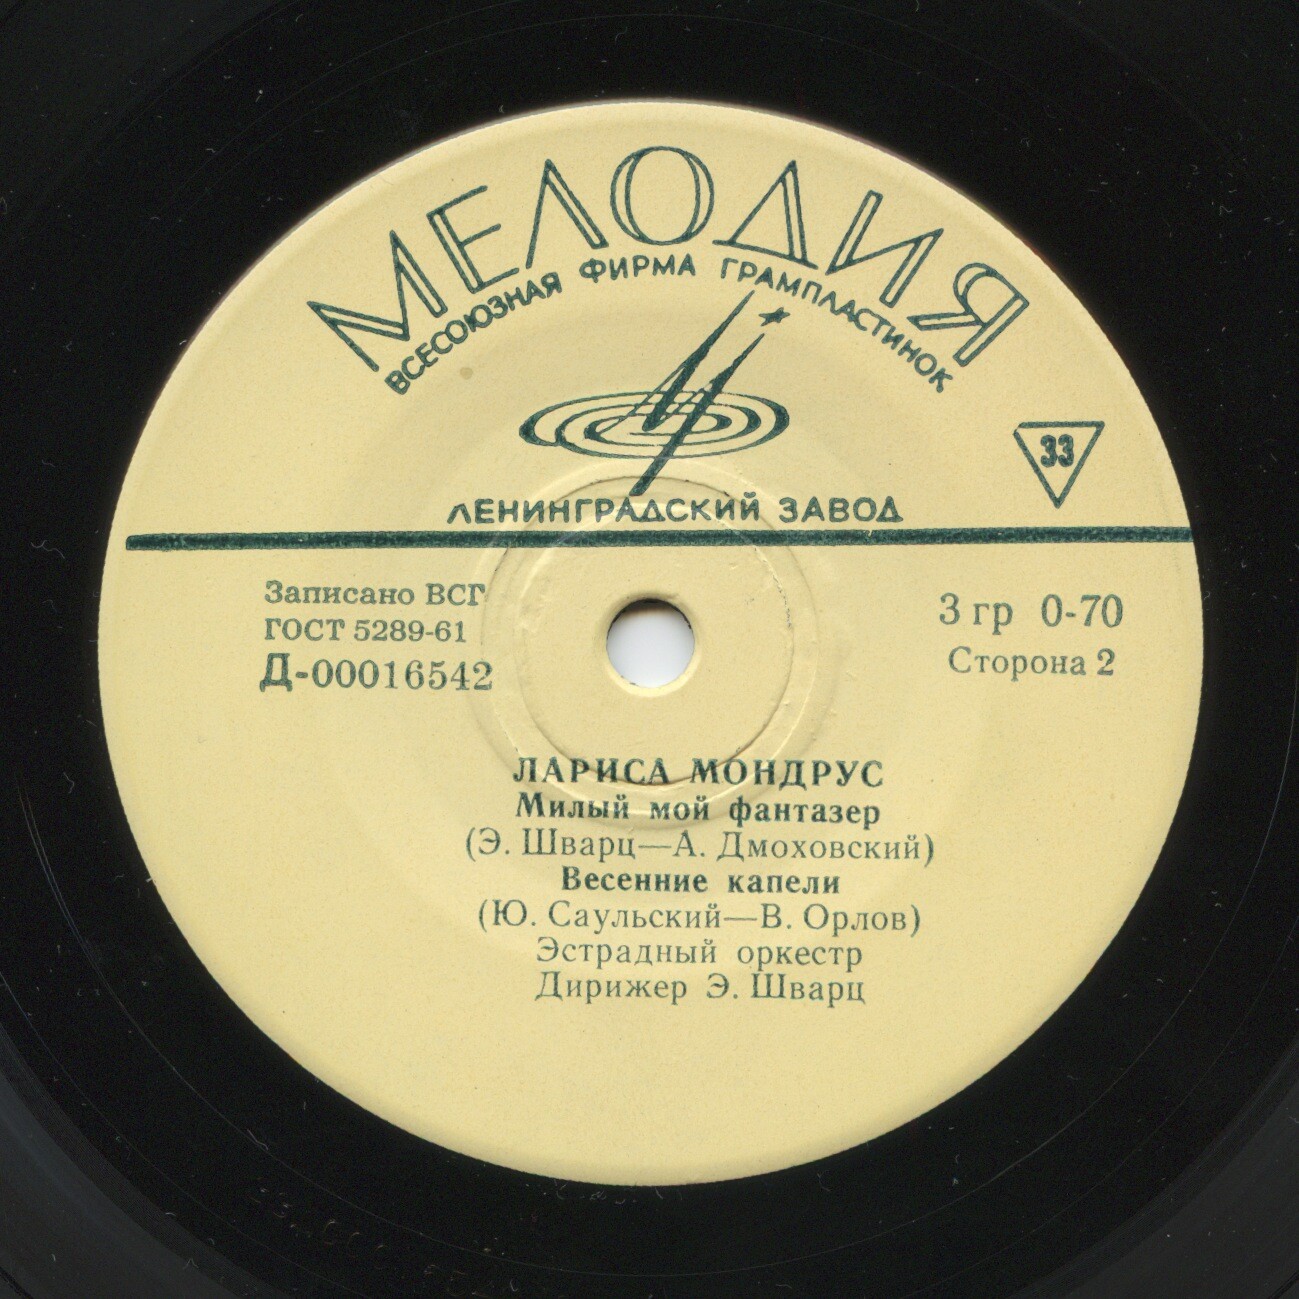 МЕЛОДИЯ
ВСЕСОЮЗНАЯ ФИРМА ГРАМПЛАСТИНОК
33
ЛЕНИНГРАДСКИЙ ЗАВОД
Записано ВСГ
ГОСТ 5289-61
Д-00016542
3 гр 0-70
Сторона 2
ЛАРИСА МОНДРУС
Милый мой фантазер
(Э. Шварц—А. Дмоховский)
Весенние капели
(Ю. Саульский—В. Орлов)
Эстрадный оркестр
Дирижер Э. Шварц